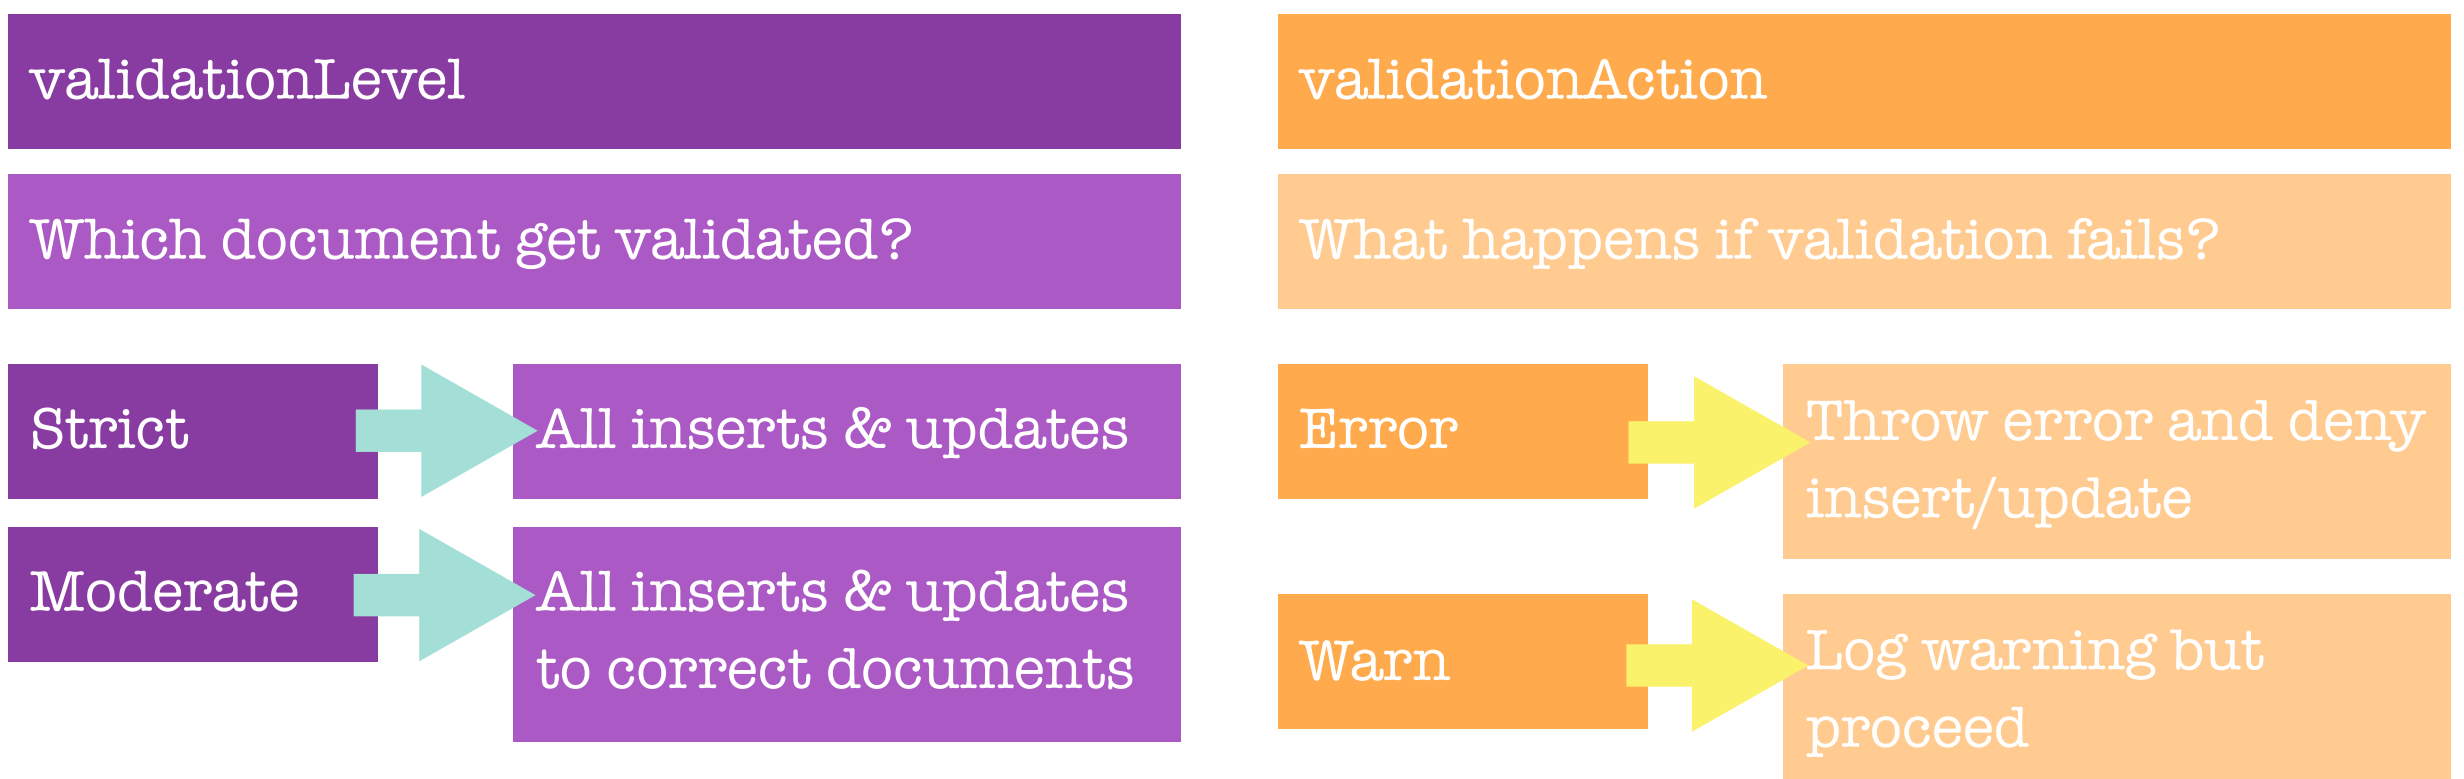 validationLevel
Which document get validated?
Strict
All inserts & updates
Moderate
All inserts & updates
to correct documents
validationAction
What happens if validation fails?
Error
Throw error and deny
insert/update
Warn
Log warning but
proceed